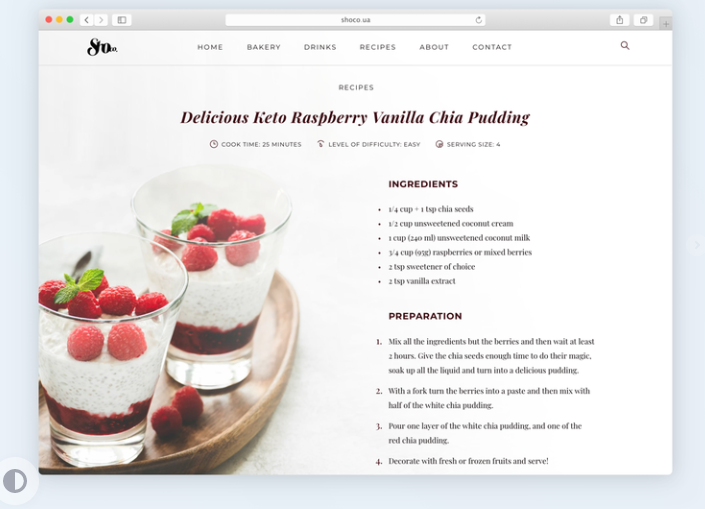 shoco.ua
Sho co.
HOME BAKERY DRINKS RECIPES ABOUT CONTACT
RECIPES
Delicious Keto Raspberry Vanilla Chia Pudding
COOK TIME: 25 MINUTES LEVEL OF DIFFICULTY: EASY SERVING SIZE: 4
INGREDIENTS
• 1/4 cup + 1 tsp chia seeds
• 1/2 cup unsweetened coconut cream
• 1 cup (240 ml) unsweetened coconut milk
• 3/4 cup (93g) raspberries or mixed berries
• 2 tsp sweetener of choice
• 2 tsp vanilla extract
PREPARATION
1. Mix all the ingredients but the berries and then wait at least
2 hours. Give the chia seeds enough time to do their magic,
soak up all the liquid and turn into a delicious pudding.
2. With a fork turn the berries into a paste and then mix with
half of the white chia pudding.
3. Pour one layer of the white chia pudding, and one of the
red chia pudding.
4. Decorate with fresh or frozen fruits and serve!